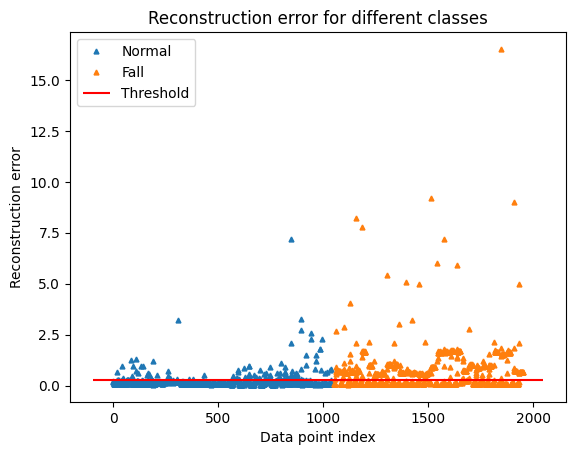 Reconstruction error for different classes
Normal
Fall
Threshold
15.0
12.5
10.0
7.5
5.0
2.5
0.0
Reconstruction error
0
500
1000
1500
2000
Data point index